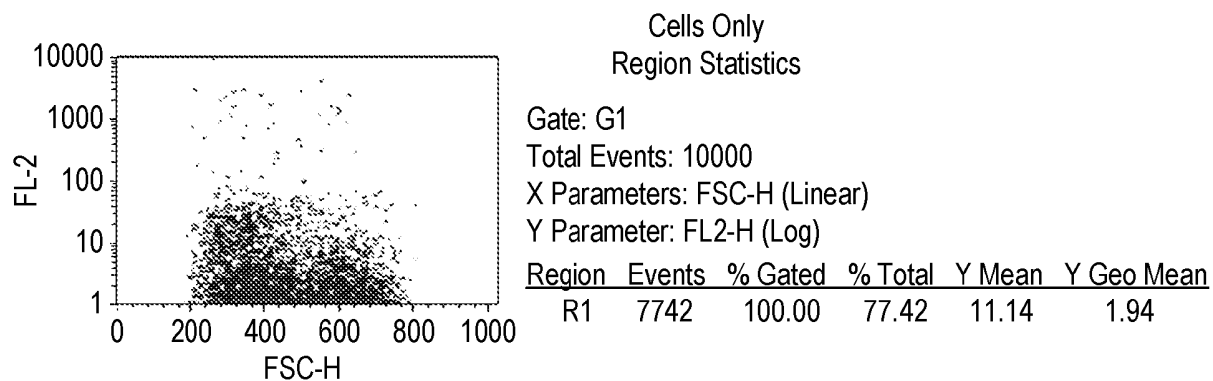 Cells Only
Region Statistics
10000
1000
100
10
1
FL-2
0 200 400 600 800 1000
FSC-H
Gate: G1
Total Events: 10000
X Parameters: FSC-H (Linear)
Y Parameter: FL2-H (Log)
Region Events % Gated % Total Y Mean Y Geo Mean
R1 7742 100.00 77.42 11.14 1.94